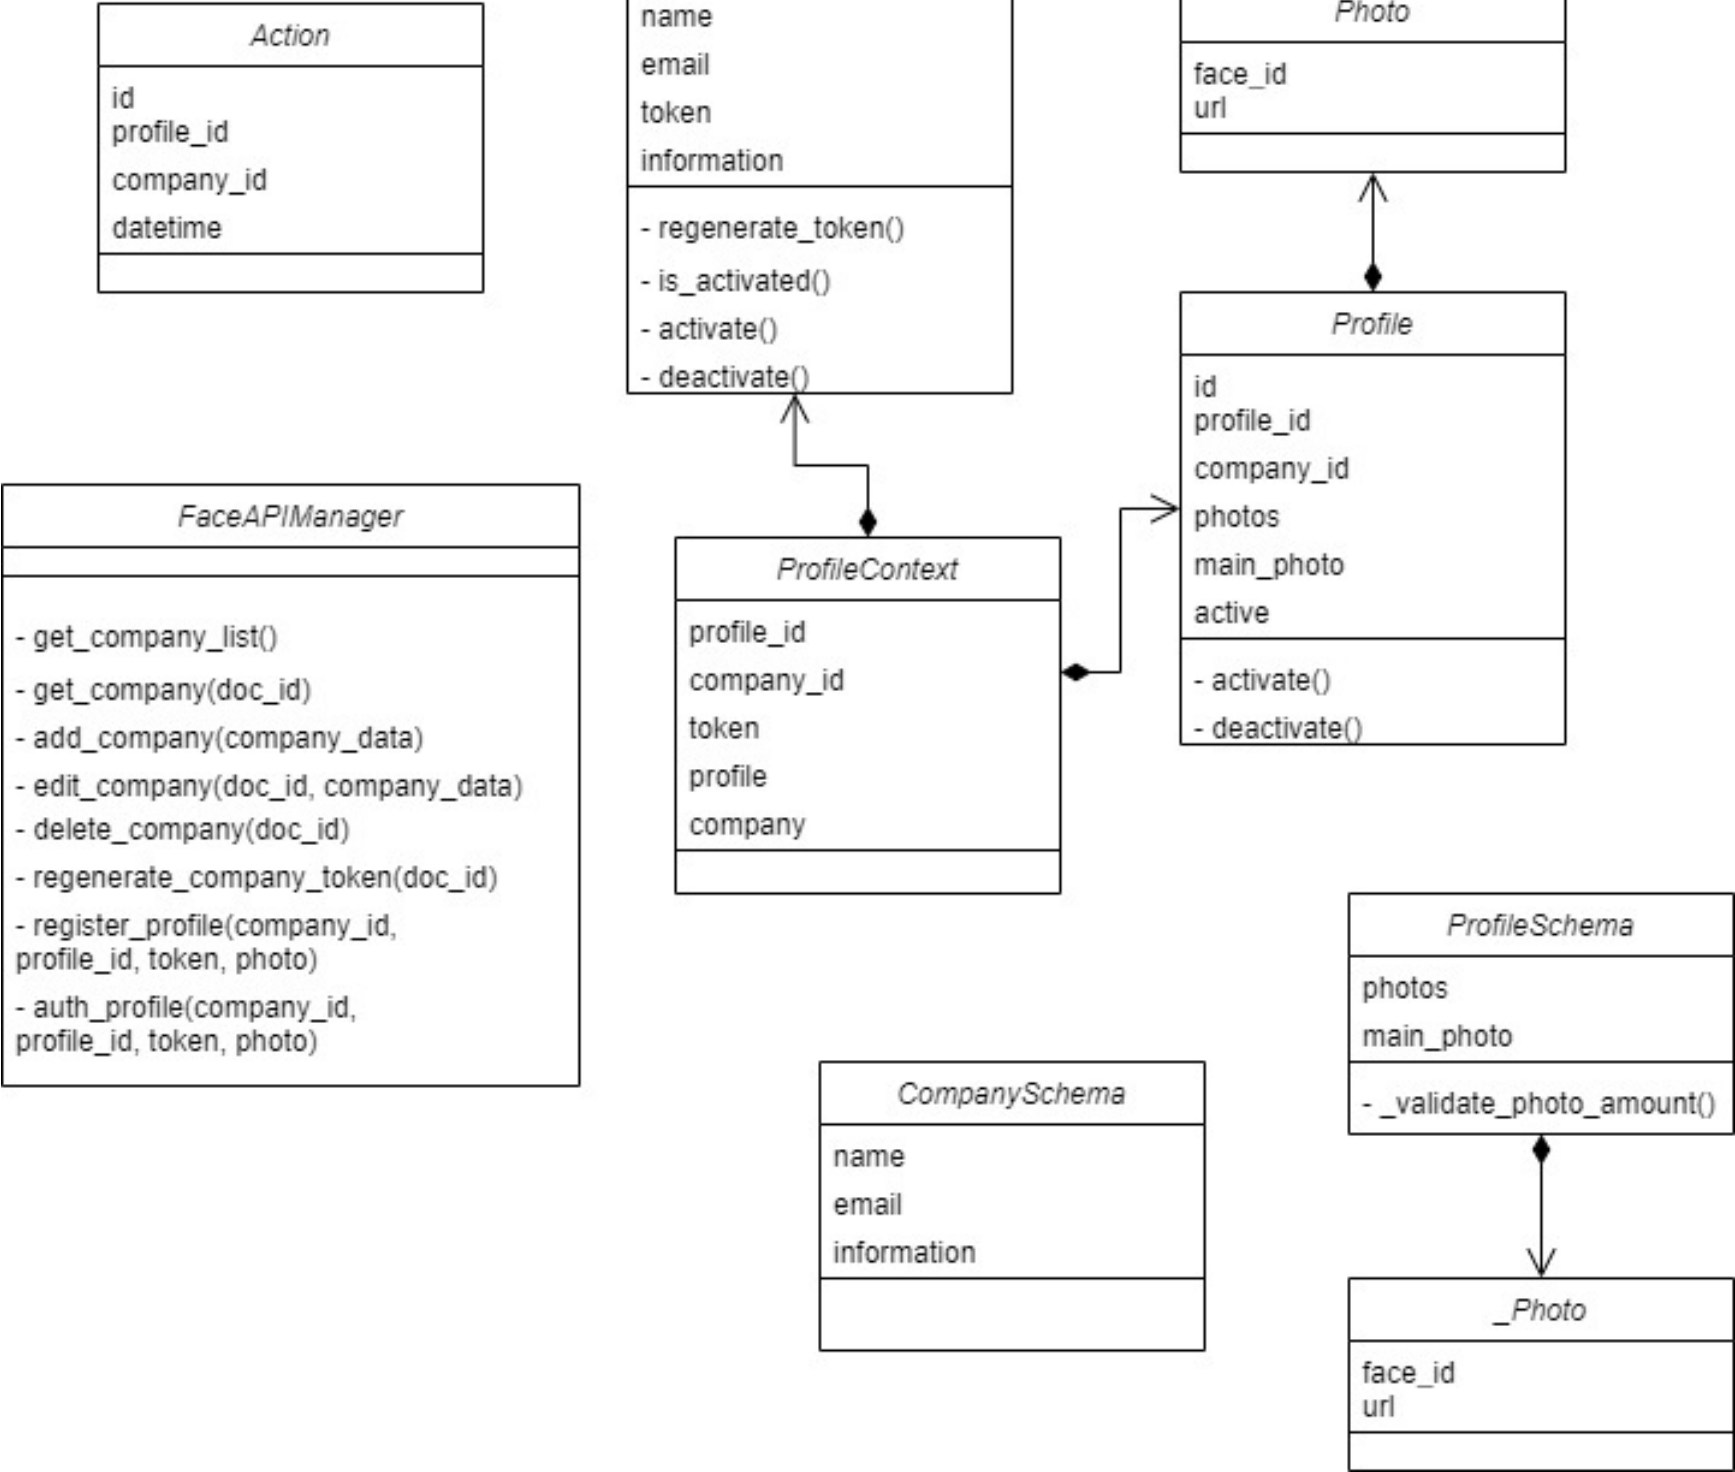 Action
id
profile_id
company_id
datetime
name
email
token
information
- regenerate_token()
- is_activated()
- activate()
- deactivate()
Photo
face_id
url
Profile
id
profile_id
company_id
photos
main_photo
active
- activate()
- deactivate()
FaceAPIManager
- get_company_list()
- get_company(doc_id)
- add_company(company_data)
- edit_company(doc_id, company_data)
- delete_company(doc_id)
- regenerate_company_token(doc_id)
- register_profile(company_id,
profile_id, token, photo)
- auth_profile(company_id,
profile_id, token, photo)
ProfileContext
profile_id
company_id
token
profile
company
ProfileSchema
photos
main_photo
- _validate_photo_amount()
CompanySchema
name
email
information
_Photo
face_id
url